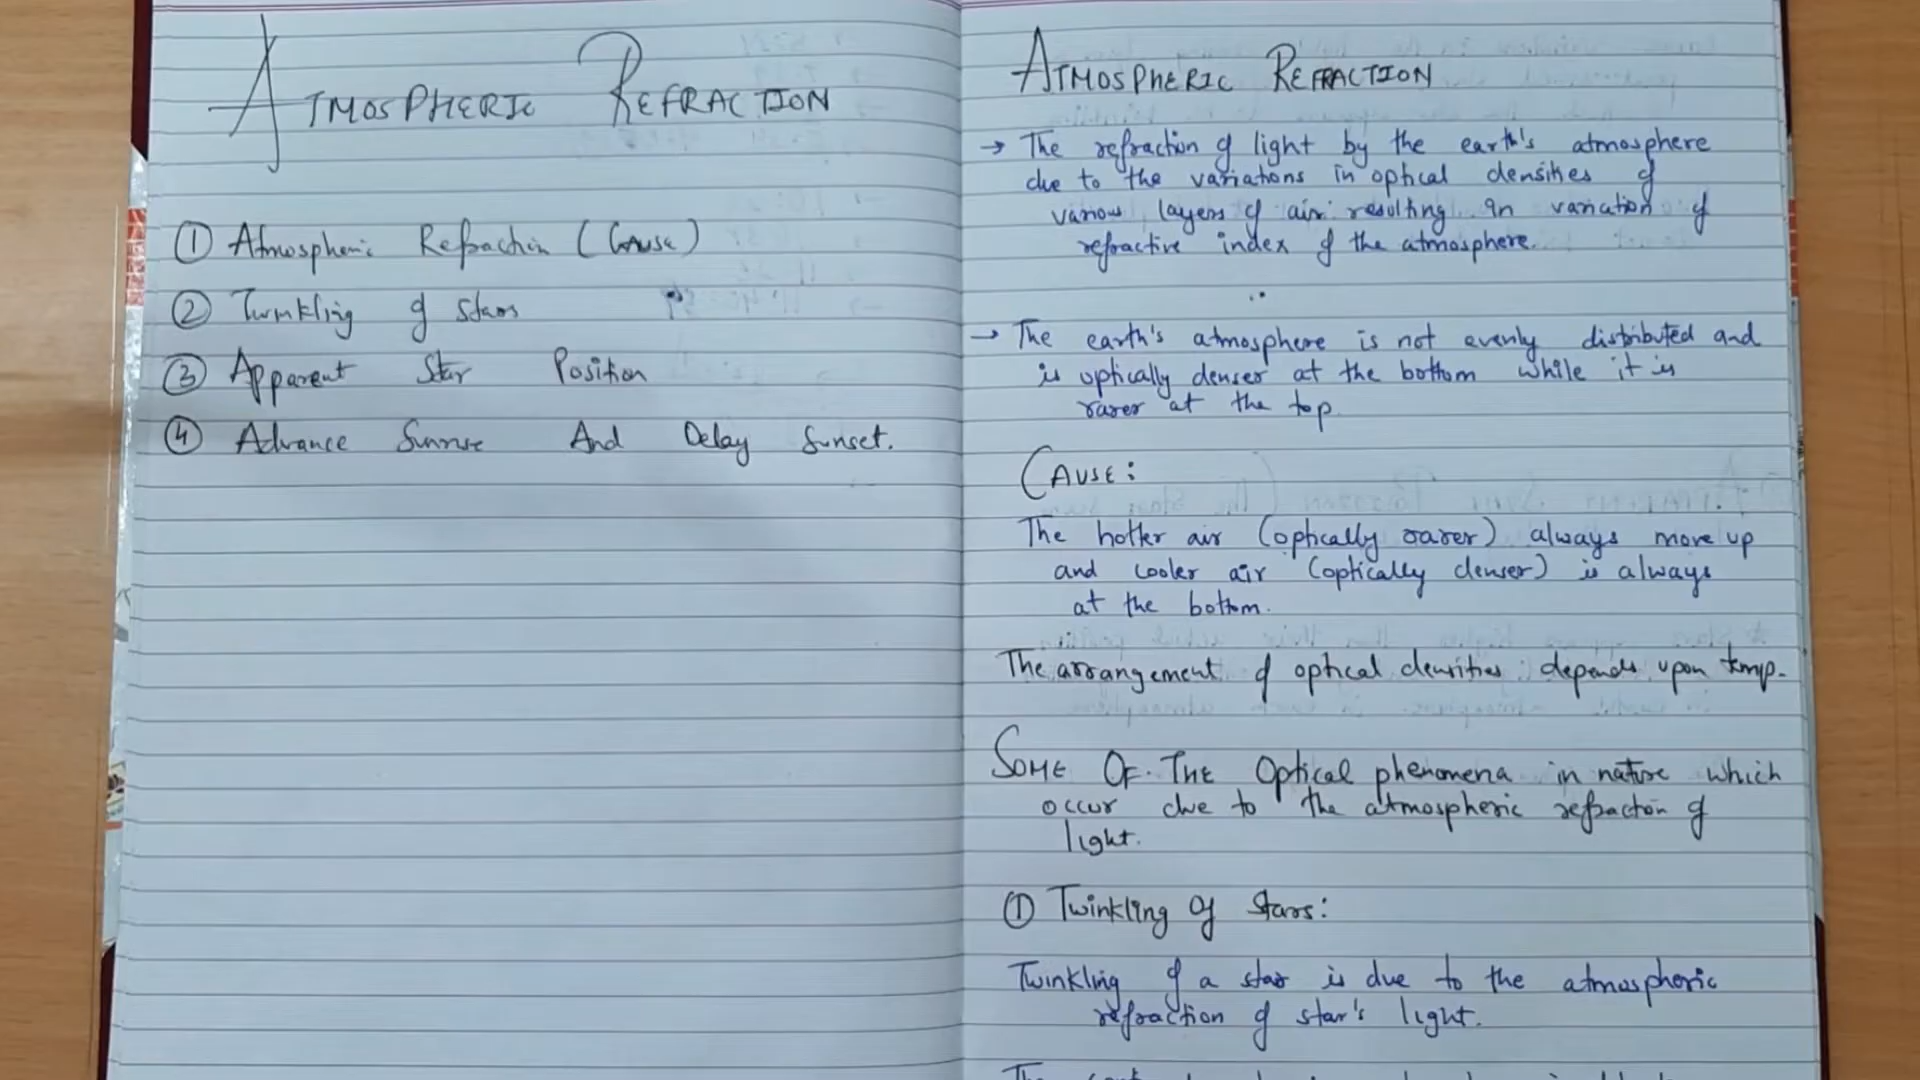 ATMOSPHERIC REFRACTION
① Atmospheric Refraction (Cause)
② Twinkling of stars
③ Apparent Star Position
④ Advance Sunrise And Delay Sunset.
ATMOSPHERIC REFRACTION
→ The refraction of light by the earth's atmosphere
due to the variations in optical densities of
various layers of air resulting in variation of
refractive index of the atmosphere.
→ The earth's atmosphere is not evenly distributed and
is optically denser at the bottom while it is
rarer at the top.
CAUSE:
The hotter air (optically rarer) always move up
and cooler air (optically denser) is always
at the bottom.
The arrangement of optical densities depends upon temp.
SOME OF THE Optical phenomena in nature which
occur due to the atmospheric refraction of
light.
① Twinkling Of Stars:
Twinkling of a star is due to the atmospheric
refraction of star's light.